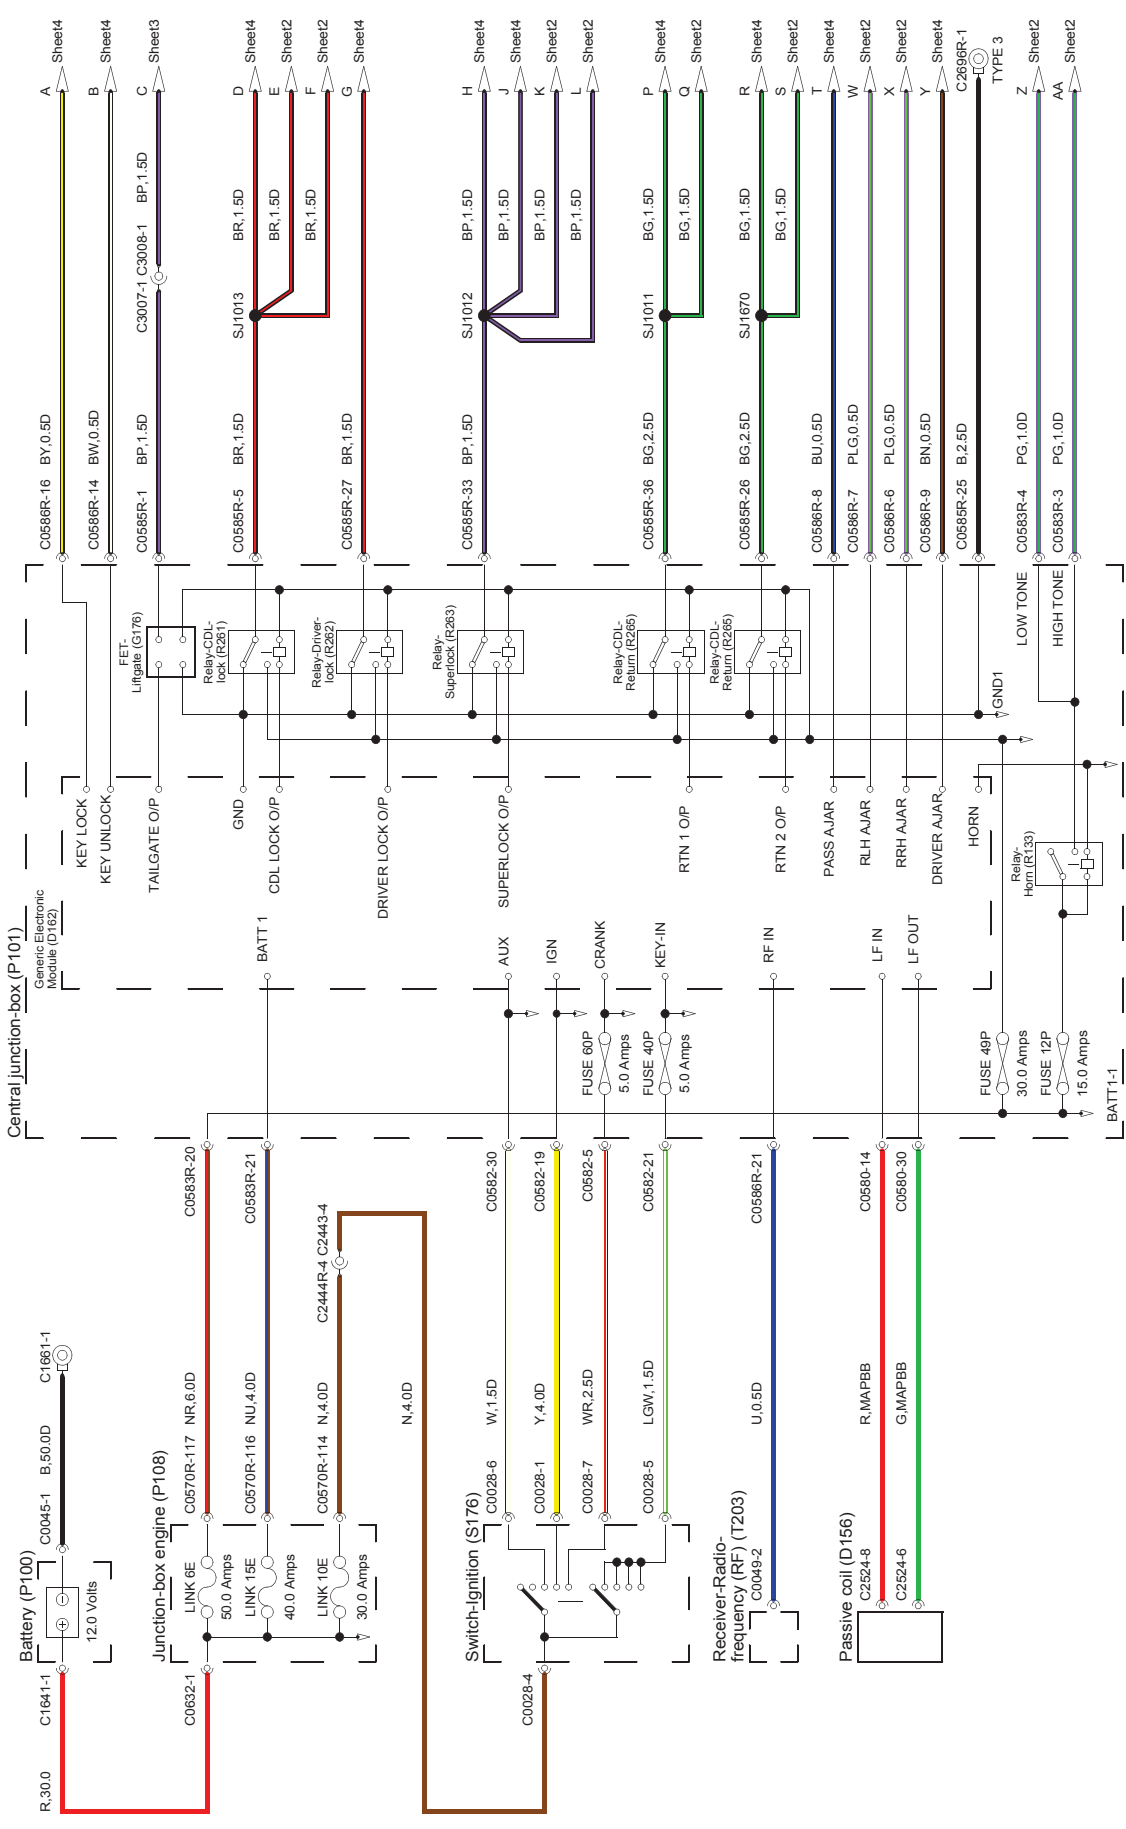 Battery (P100)
12.0 Volts
R,30.0
C1641-1
C0045-1
B,50.0D
C1661-1
Junction-box engine (P108)
C0632-1
LINK 6E
50.0 Amps
LINK 15E
40.0 Amps
LINK 10E
30.0 Amps
C0570R-117
NR,6.0D
C0583R-20
C0570R-116
NU,4.0D
C0583R-21
C0570R-114
N,4.0D
C2444R-4
C2443-4
N,4.0D
Switch-Ignition (S176)
C0028-4
C0028-6
W,1.5D
C0582-30
C0028-1
Y,4.0D
C0582-19
C0028-7
WR,2.5D
C0582-5
C0028-5
LGW,1.5D
C0582-21
Receiver-Radio-
frequency (RF) (T203)
C0049-2
U,0.5D
C0586R-21
Passive coil (D156)
C2524-8
R,MAPBB
C0580-14
C2524-6
G,MAPBB
C0580-30
Central junction-box (P101)
Generic Electronic
Module (D162)
BATT 1
AUX
IGN
CRANK
KEY-IN
RF IN
LF IN
LF OUT
FUSE 60P
5.0 Amps
FUSE 40P
5.0 Amps
FUSE 49P
30.0 Amps
FUSE 12P
15.0 Amps
BATT1-1
KEY LOCK
KEY UNLOCK
TAILGATE O/P
GND
CDL LOCK O/P
DRIVER LOCK O/P
SUPERLOCK O/P
RTN 1 O/P
RTN 2 O/P
PASS AJAR
RLH AJAR
RRH AJAR
DRIVER AJAR
HORN
Relay-
Horn (R133)
FET-
Liftgate (G176)
Relay-CDL-
lock (R261)
Relay-Driver-
lock (R262)
Relay-
Superlock (R263)
Relay-CDL-
Return (R265)
Relay-CDL-
Return (R265)
GND1
LOW TONE
HIGH TONE
C0586R-16
BY,0.5D
A
Sheet4
C0586R-14
BW,0.5D
B
Sheet4
C0585R-1
BP,1.5D
C3007-1
C3008-1
BP,1.5D
C
Sheet3
C0585R-5
BR,1.5D
SJ1013
BR,1.5D
D
Sheet4
BR,1.5D
E
Sheet2
BR,1.5D
F
Sheet2
C0585R-27
BR,1.5D
G
Sheet4
C0585R-33
BP,1.5D
SJ1012
BP,1.5D
H
Sheet4
BP,1.5D
J
Sheet4
BP,1.5D
K
Sheet2
BP,1.5D
L
Sheet2
C0585R-36
BG,2.5D
SJ1011
BG,1.5D
P
Sheet4
BG,1.5D
Q
Sheet2
C0585R-26
BG,2.5D
SJ1670
BG,1.5D
R
Sheet4
BG,1.5D
S
Sheet2
C0586R-8
BU,0.5D
T
Sheet4
C0586R-7
PLG,0.5D
W
Sheet2
C0586R-6
PLG,0.5D
X
Sheet2
C0586R-9
BN,0.5D
Y
Sheet4
C0585R-25
B,2.5D
C2696R-1
TYPE 3
C0583R-4
PG,1.0D
Z
Sheet2
C0583R-3
PG,1.0D
AA
Sheet2